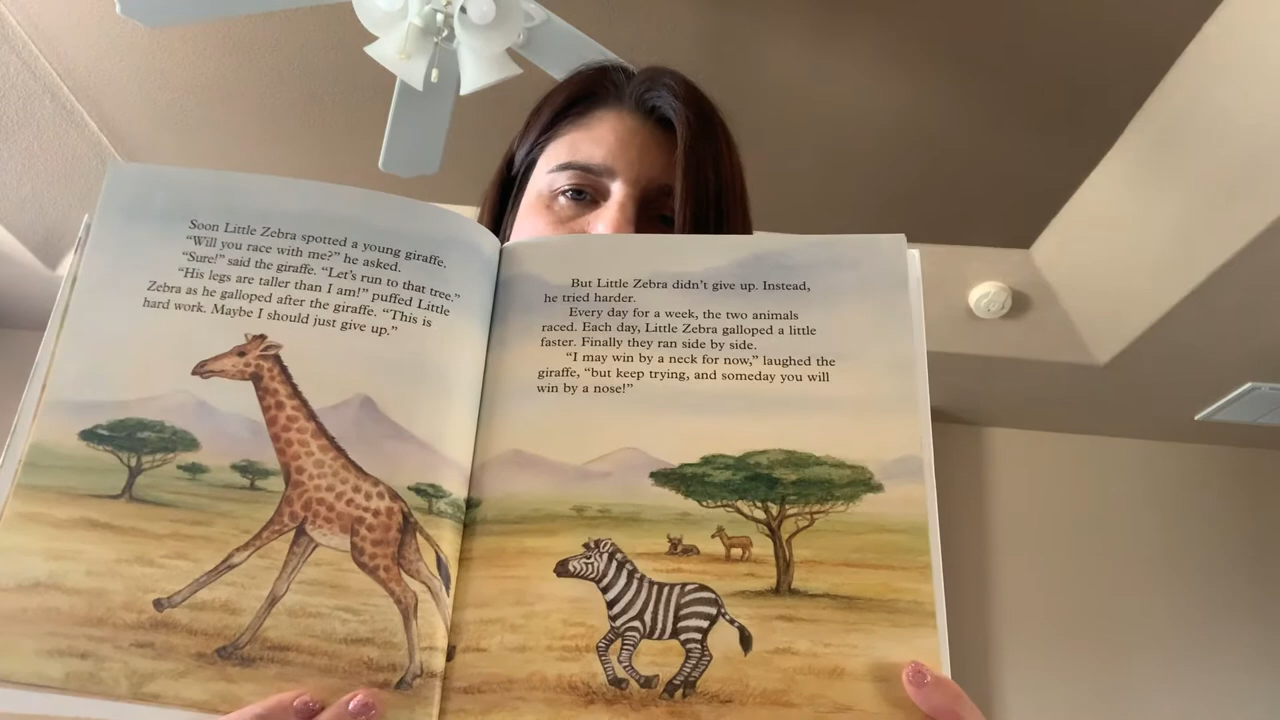 Soon Little Zebra spotted a young giraffe.
“Will you race with me?” he asked.
“Sure!” said the giraffe. “Let’s run to that tree.”
“His legs are taller than I am!” puffed Little
Zebra as he galloped after the giraffe. “This is
hard work. Maybe I should just give up.”
But Little Zebra didn’t give up. Instead,
he tried harder.
Every day for a week, the two animals
raced. Each day, Little Zebra galloped a little
faster. Finally they ran side by side.
“I may win by a neck for now,” laughed the
giraffe, “but keep trying, and someday you will
win by a nose!”